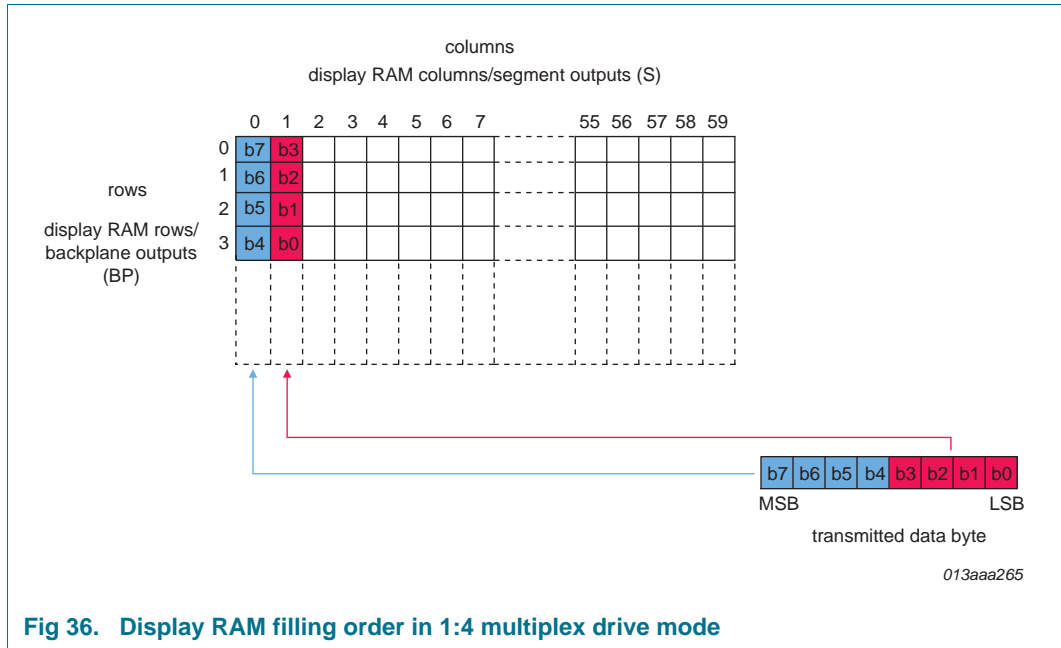 columns
display RAM columns/segment outputs (S)
0 1 2 3 4 5 6 7 55 56 57 58 59
0 b7 b3
1 b6 b2
rows
2 b5 b1
display RAM rows/
3 b4 b0
backplane outputs
(BP)
b7 b6 b5 b4 b3 b2 b1 b0
MSB LSB
transmitted data byte
013aaa265
Fig 36. Display RAM filling order in 1:4 multiplex drive mode